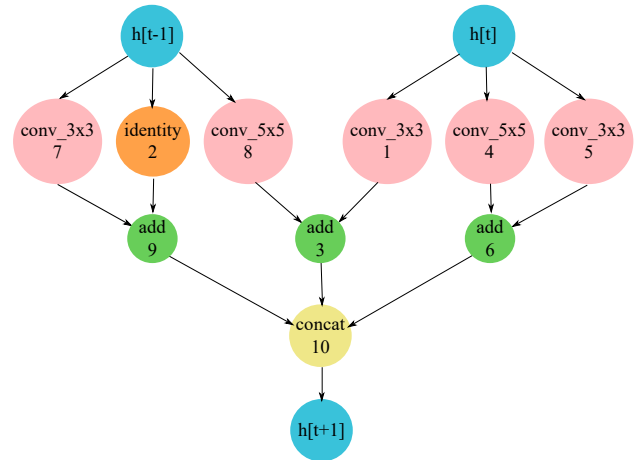 h[t-1]
h[t]
conv_3x3
7
identity
2
conv_5x5
8
conv_3x3
1
conv_5x5
4
conv_3x3
5
add
9
add
3
add
6
concat
10
h[t+1]